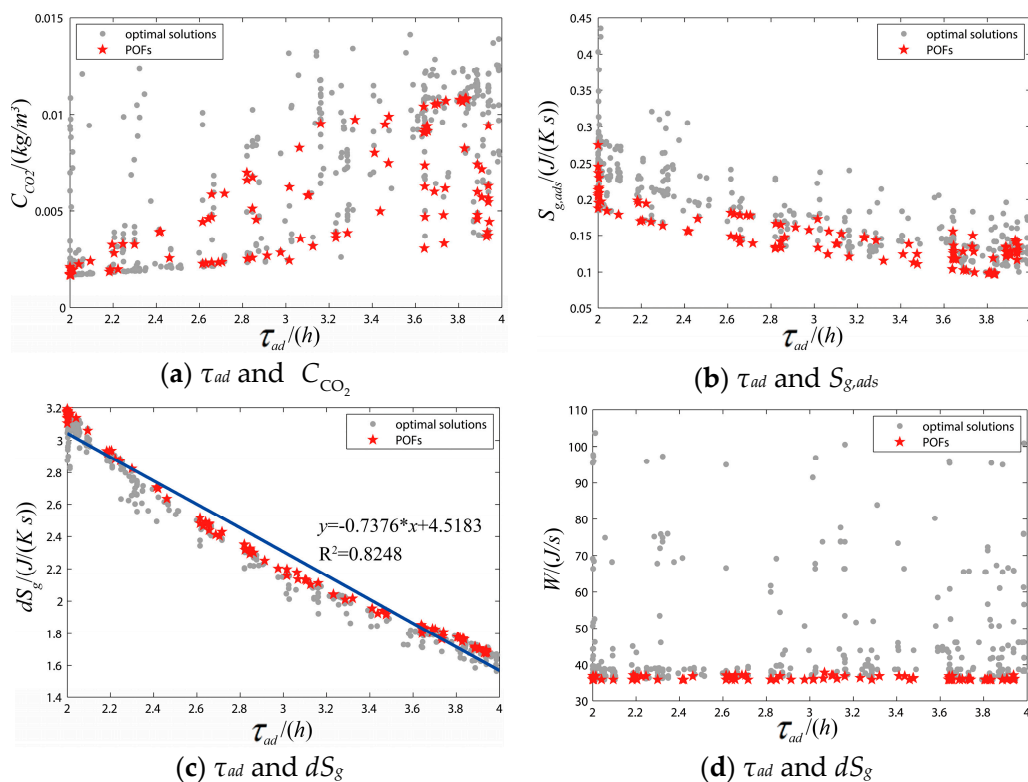 0.015
0.01
0.005
0
C_CO2/(kg/m³)
optimal solutions
POFs
2 2.2 2.4 2.6 2.8 3 3.2 3.4 3.6 3.8 4
τ_ad/(h)
(a) τad and C_CO₂
0.45
0.4
0.35
0.3
0.25
0.2
0.15
0.1
0.05
S_g,ads/(J/(K s))
optimal solutions
POFs
2 2.2 2.4 2.6 2.8 3 3.2 3.4 3.6 3.8 4
τ_ad/(h)
(b) τad and Sg,ads
3.2
3
2.8
2.6
2.4
2.2
2
1.8
1.6
1.4
dS_g/(J/(K s))
optimal solutions
POFs
y=-0.7376*x+4.5183
R²=0.8248
2 2.2 2.4 2.6 2.8 3 3.2 3.4 3.6 3.8 4
τ_ad/(h)
(c) τad and dSg
110
100
90
80
70
60
50
40
30
W/(J/s)
optimal solutions
POFs
2 2.2 2.4 2.6 2.8 3 3.2 3.4 3.6 3.8 4
τ_ad/(h)
(d) τad and dSg